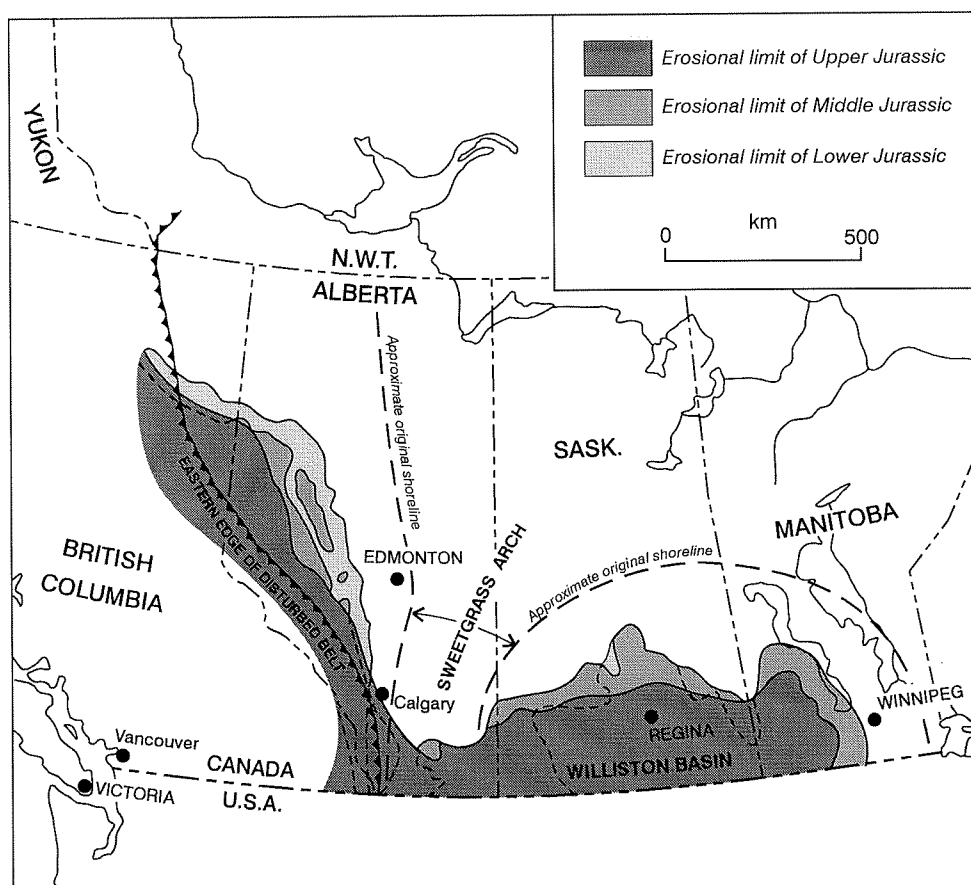 Erosional limit of Upper Jurassic
Erosional limit of Middle Jurassic
Erosional limit of Lower Jurassic
km
0 500
YUKON
N.W.T.
ALBERTA
Approximate original shoreline
SASK.
MANITOBA
EASTERN EDGE OF DISTURBED BELT
BRITISH
COLUMBIA
EDMONTON
SWEETGRASS ARCH
Approximate original shoreline
Calgary
WINNIPEG
REGINA
Vancouver
CANADA
WILLISTON BASIN
VICTORIA
U.S.A.